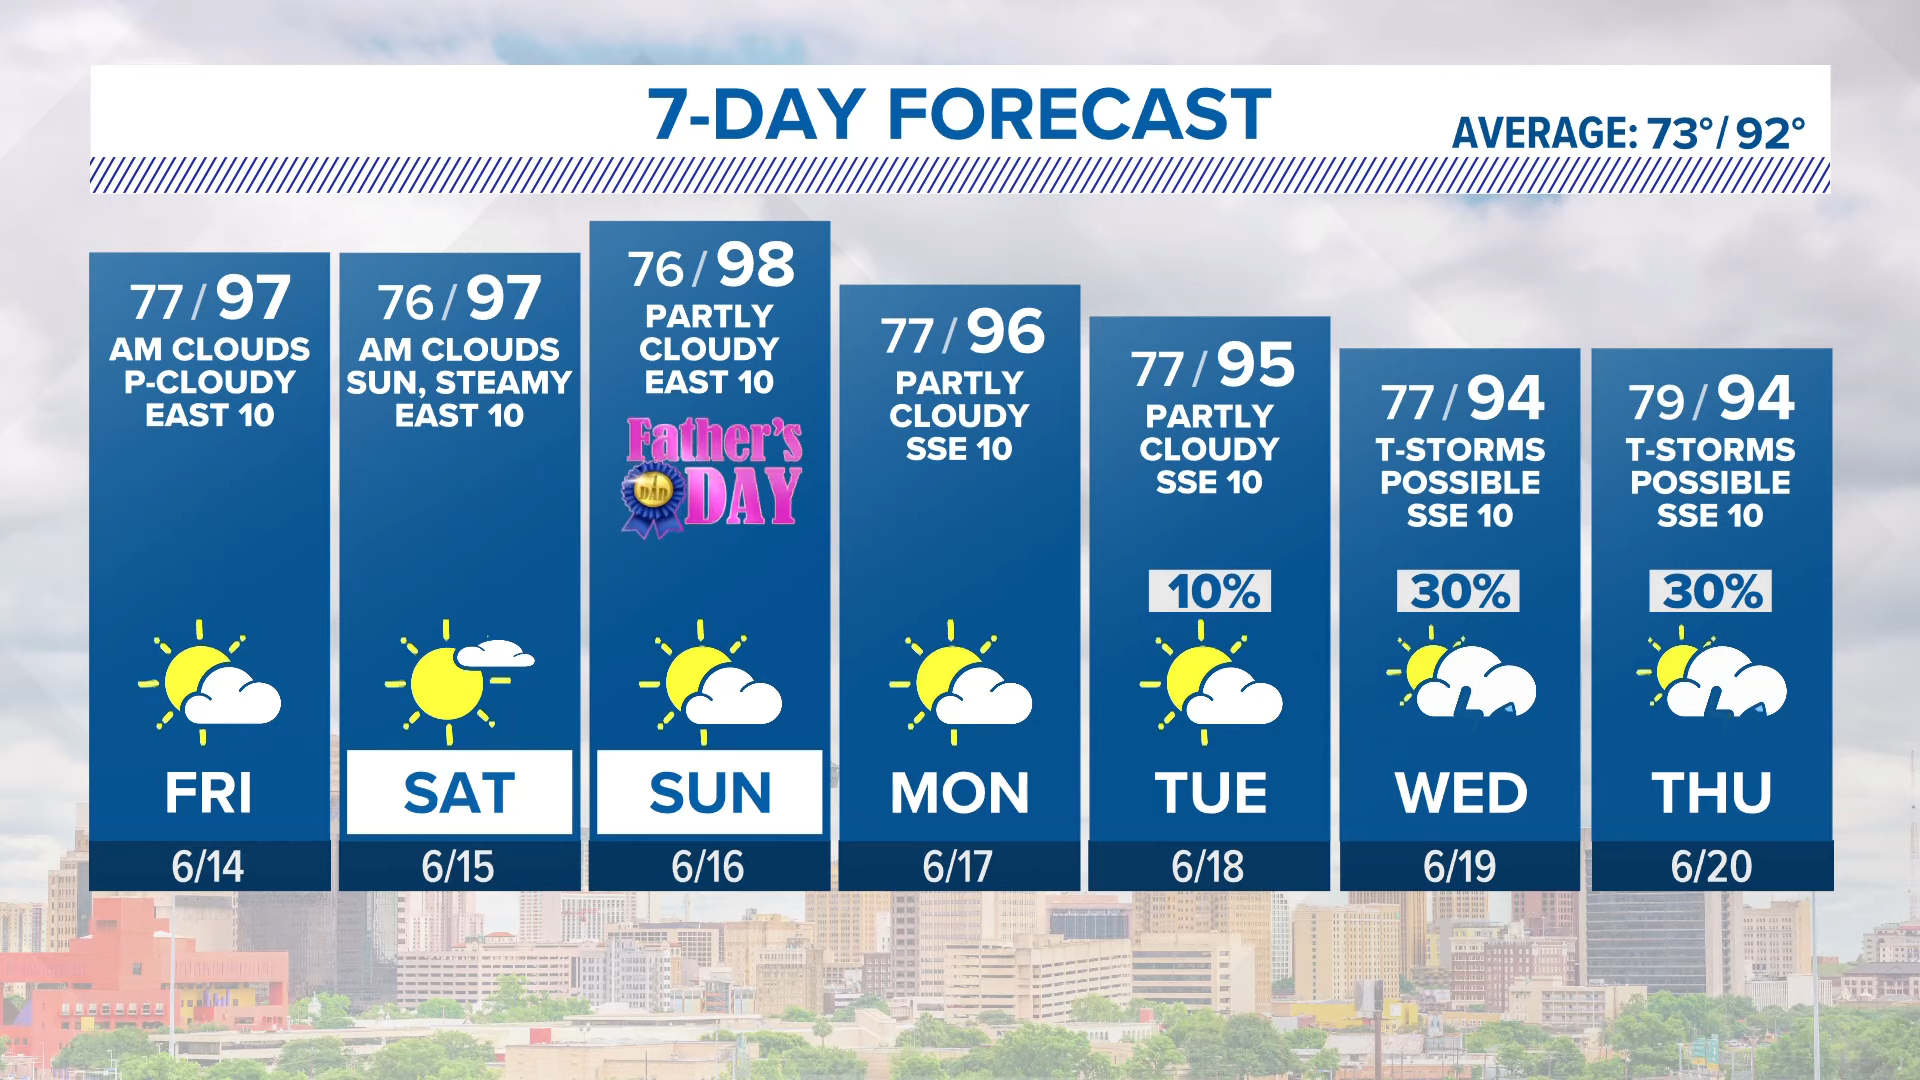 7-DAY FORECAST
AVERAGE: 73°/92°
77/97
AM CLOUDS
P-CLOUDY
EAST 10
FRI
6/14
76/97
AM CLOUDS
SUN, STEAMY
EAST 10
SAT
6/15
76/98
PARTLY
CLOUDY
EAST 10
Father's
DAY
1
DAD
SUN
6/16
77/96
PARTLY
CLOUDY
SSE 10
MON
6/17
77/95
PARTLY
CLOUDY
SSE 10
10%
TUE
6/18
77/94
T-STORMS
POSSIBLE
SSE 10
30%
WED
6/19
79/94
T-STORMS
POSSIBLE
SSE 10
30%
THU
6/20